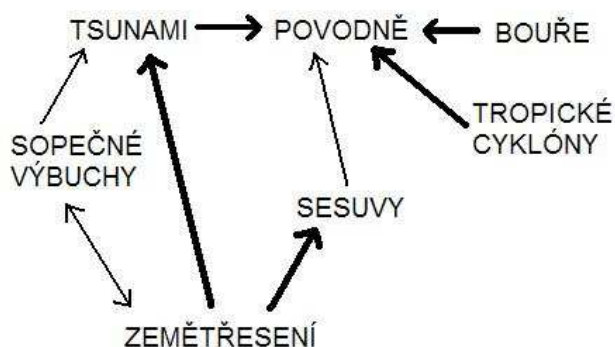 TSUNAMI
POVODNĚ
BOUŘE
TROPICKÉ
CYKLÓNY
SOPEČNÉ
VÝBUCHY
SESUVY
ZEMĚTŘESENÍ